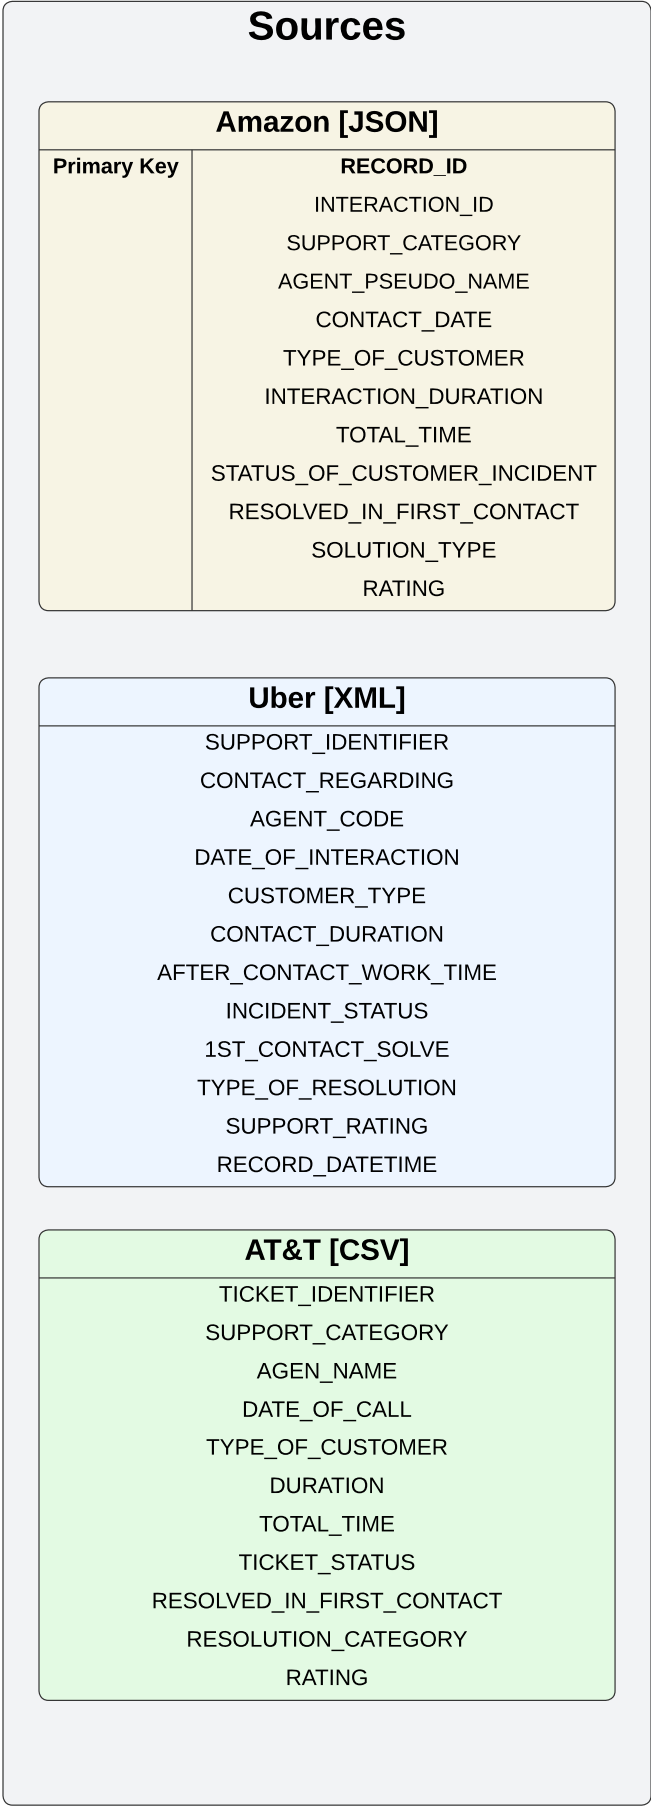 Sources
Amazon [JSON]
Primary Key RECORD_ID
INTERACTION_ID
SUPPORT_CATEGORY
AGENT_PSEUDO_NAME
CONTACT_DATE
TYPE_OF_CUSTOMER
INTERACTION_DURATION
TOTAL_TIME
STATUS_OF_CUSTOMER_INCIDENT
RESOLVED_IN_FIRST_CONTACT
SOLUTION_TYPE
RATING
Uber [XML]
SUPPORT_IDENTIFIER
CONTACT_REGARDING
AGENT_CODE
DATE_OF_INTERACTION
CUSTOMER_TYPE
CONTACT_DURATION
AFTER_CONTACT_WORK_TIME
INCIDENT_STATUS
1ST_CONTACT_SOLVE
TYPE_OF_RESOLUTION
SUPPORT_RATING
RECORD_DATETIME
AT&T [CSV]
TICKET_IDENTIFIER
SUPPORT_CATEGORY
AGEN_NAME
DATE_OF_CALL
TYPE_OF_CUSTOMER
DURATION
TOTAL_TIME
TICKET_STATUS
RESOLVED_IN_FIRST_CONTACT
RESOLUTION_CATEGORY
RATING